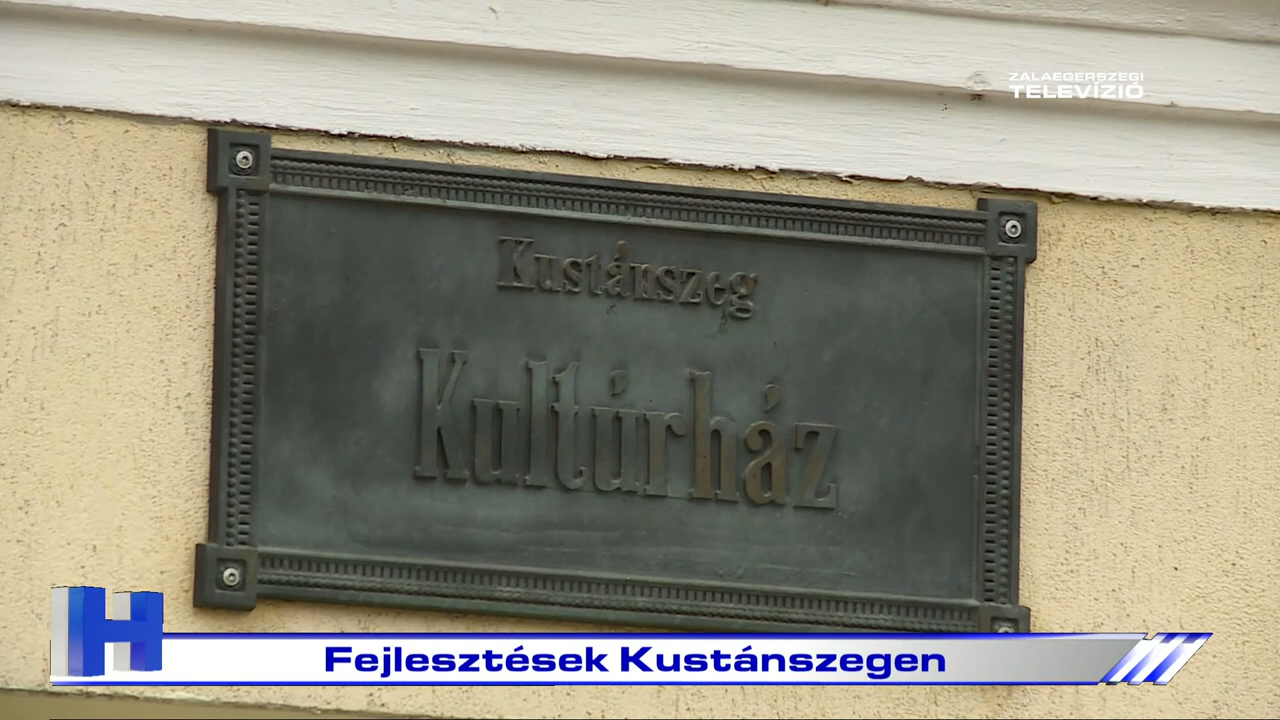 ZALAEGERSZEGI
TELEVÍZIÓ
Kustánszeg
Kultúrház
H
Fejlesztések Kustánszegen